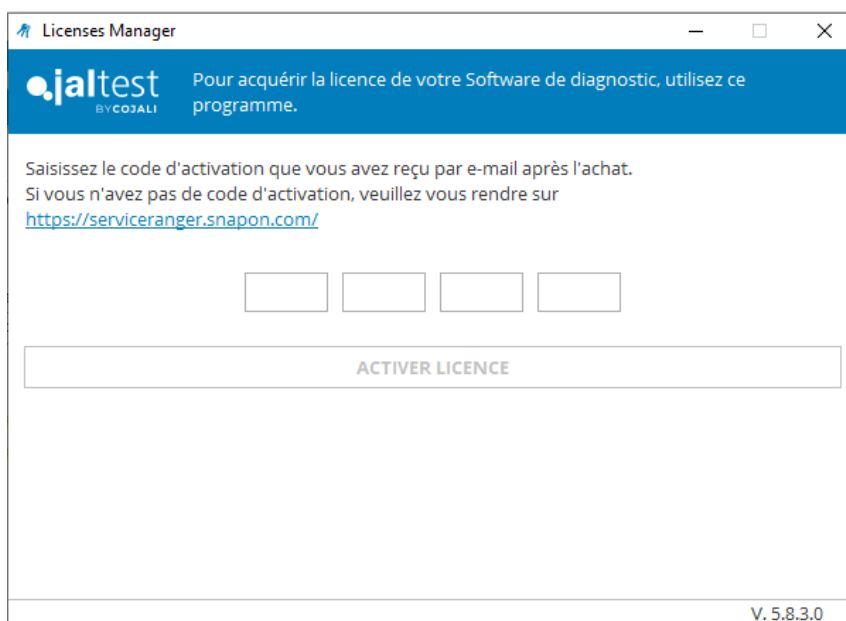 Licenses Manager
jaltest
BY COJALI
Pour acquérir la licence de votre Software de diagnostic, utilisez ce
programme.
Saisissez le code d'activation que vous avez reçu par e-mail après l'achat.
Si vous n'avez pas de code d'activation, veuillez vous rendre sur
https://serviceranger.snapon.com/
ACTIVER LICENCE
V. 5.8.3.0